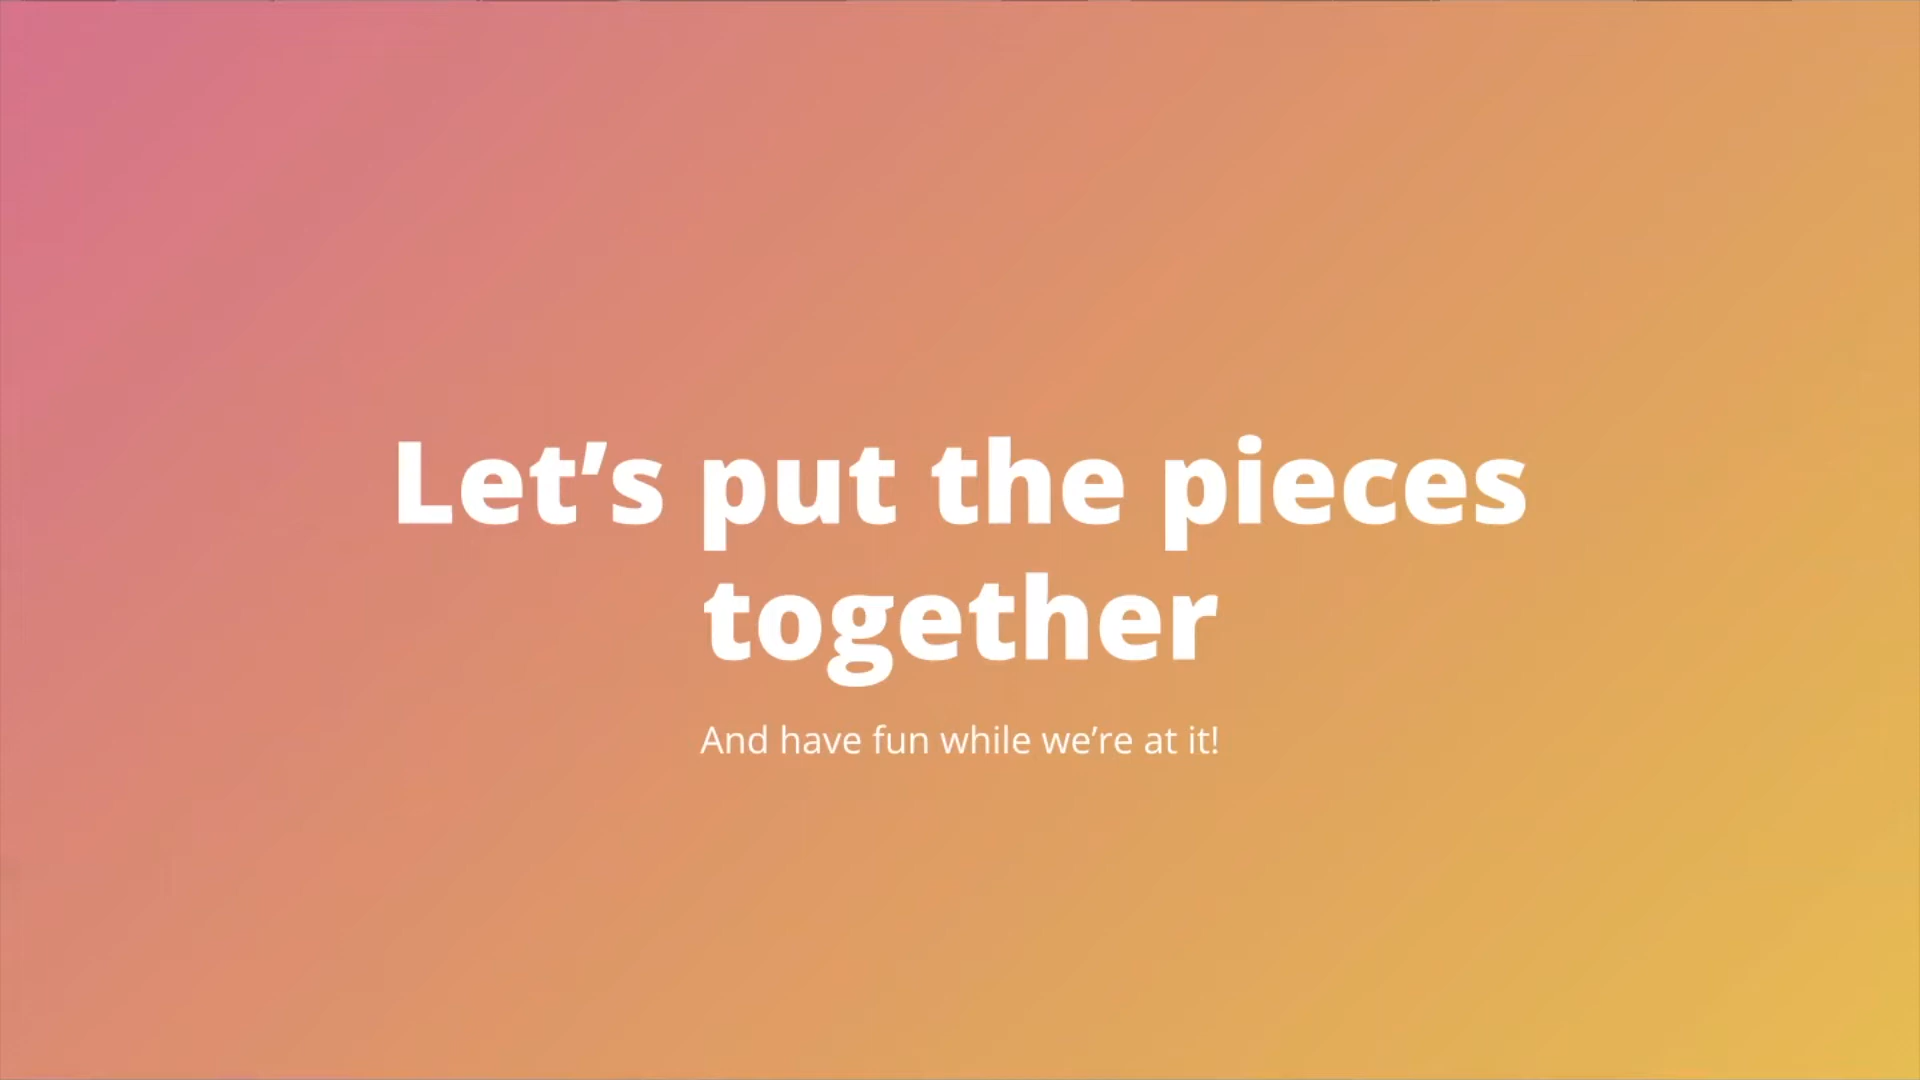 Let’s put the pieces
together
And have fun while we’re at it!